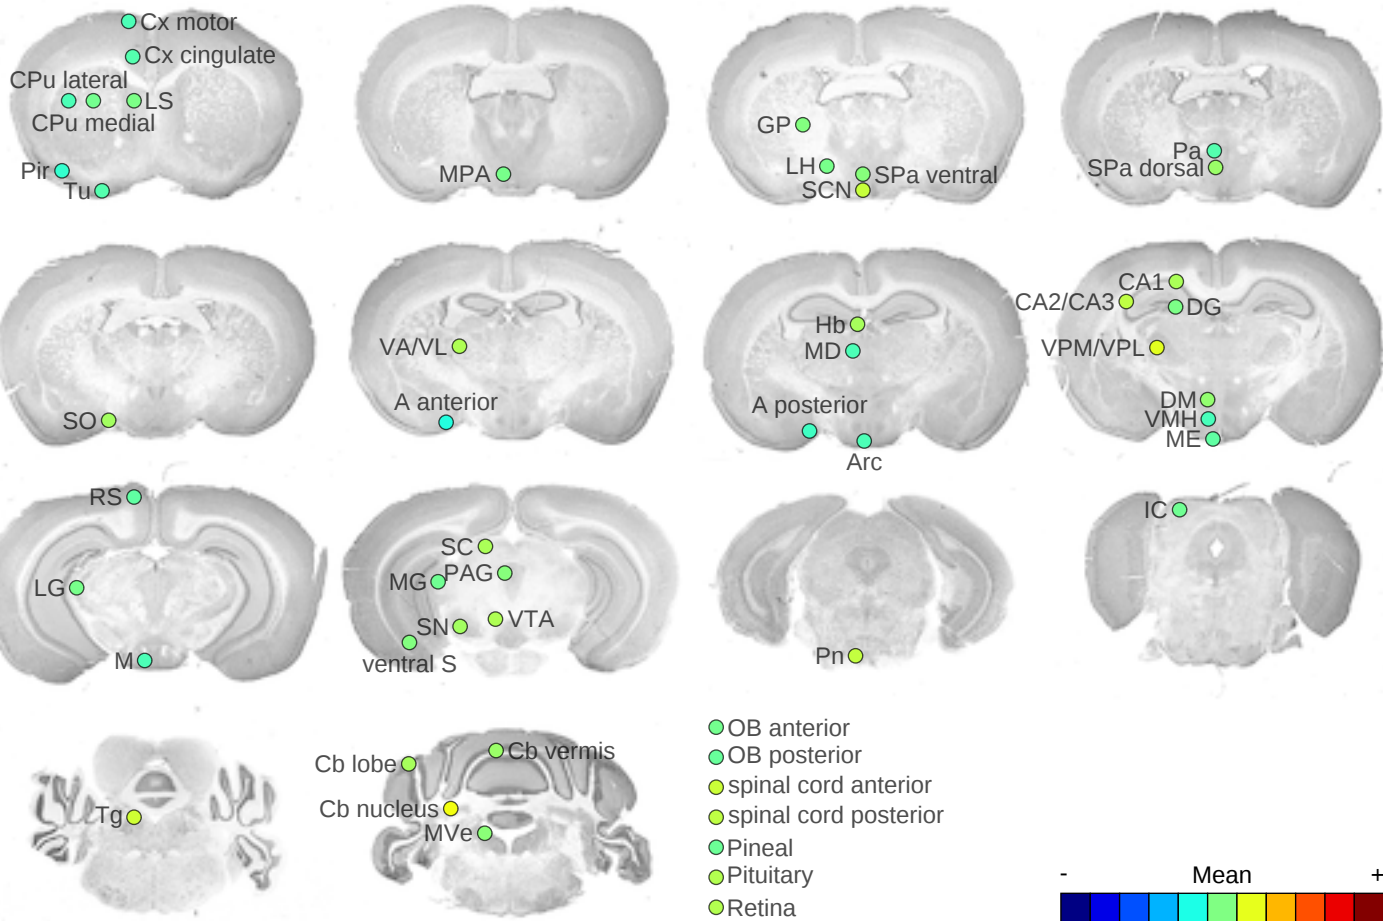 Cx motor
Cx cingulate
CPu lateral
LS
CPu medial
Pir
Tu
MPA
GP
LH
SPa ventral
SCN
Pa
SPa dorsal
SO
VA/VL
A anterior
Hb
MD
A posterior
Arc
CA1
CA2/CA3
DG
VPM/VPL
DM
VMH
ME
RS
LG
M
SC
MG
PAG
SN
VTA
ventral S
Pn
IC
Tg
Cb lobe
Cb vermis
Cb nucleus
MVe
OB anterior
OB posterior
spinal cord anterior
spinal cord posterior
Pineal
Pituitary
Retina
- Mean +